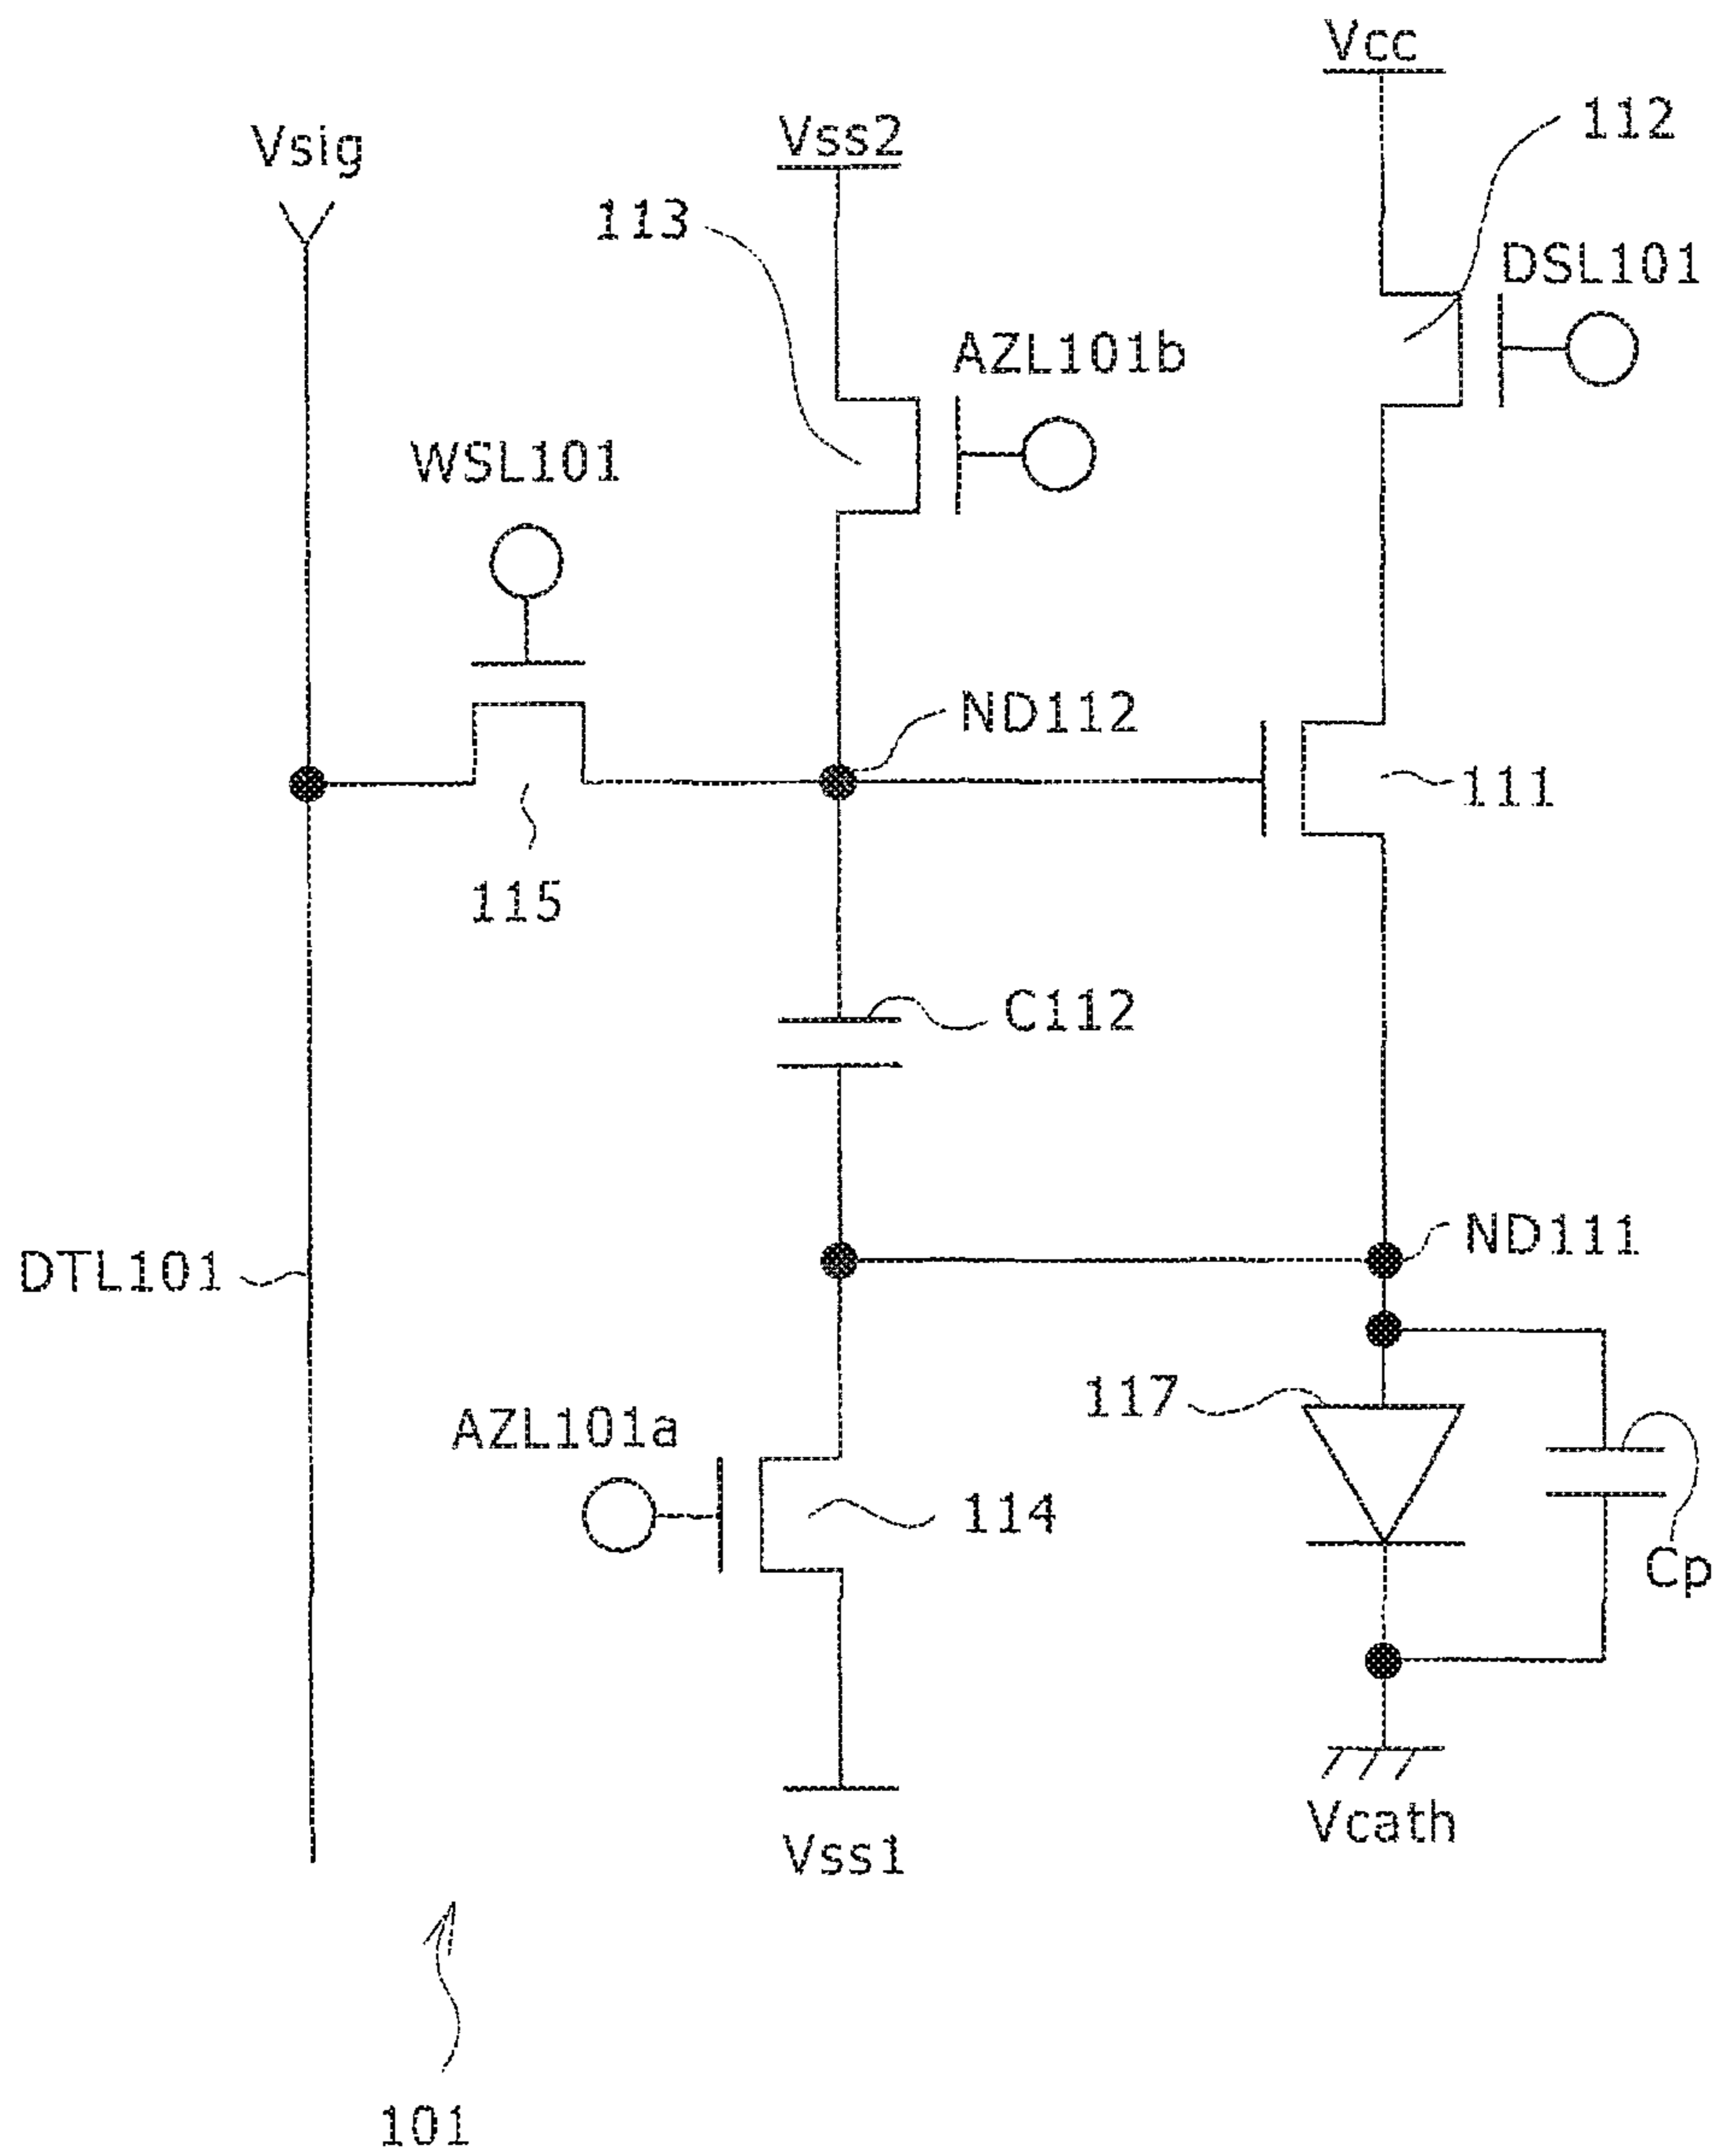 Vcc
112
Vss2
Vsig
113
DSL101
AZL101b
WSL101
ND112
111
115
C112
ND111
DTL101
117
AZL101a
114
Cp
Vcath
Vss1
101